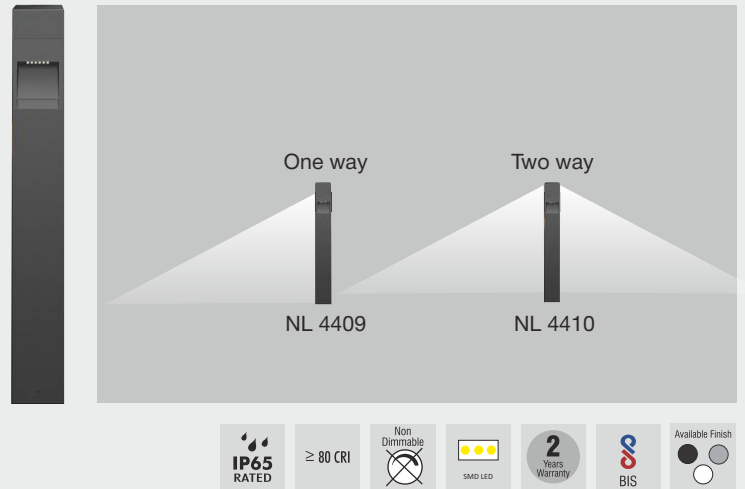 One way
Two way
NL 4409
NL 4410
IP65
RATED
≥ 80 CRI
Non
Dimmable
SMD LED
2
Years
Warranty
BIS
Available Finish